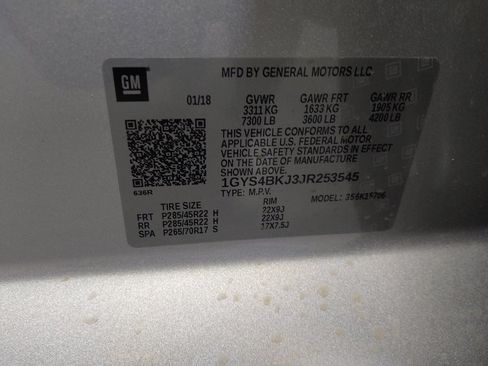 GM
MFD BY GENERAL MOTORS LLC
01/18 GVWR GAWR FRT GAWR RR
3311 KG 1633 KG 1905 KG
7300 LB 3600 LB 4200 LB
THIS VEHICLE CONFORMS TO ALL
APPLICABLE U.S. FEDERAL MOTOR
VEHICLE SAFETY STANDARDS IN EFFECT
ON THE DATE OF MANUFACTURE
SHOWN ABOVE.
1GYS4BKJ3JR253545
TYPE: M.P.V. MODEL:
636R
TIRE SIZE RIM
FRT P285/45R22 H 22X9J
RR P285/45R22 H 22X9J
SPA P265/70R17 S 17X7.5J